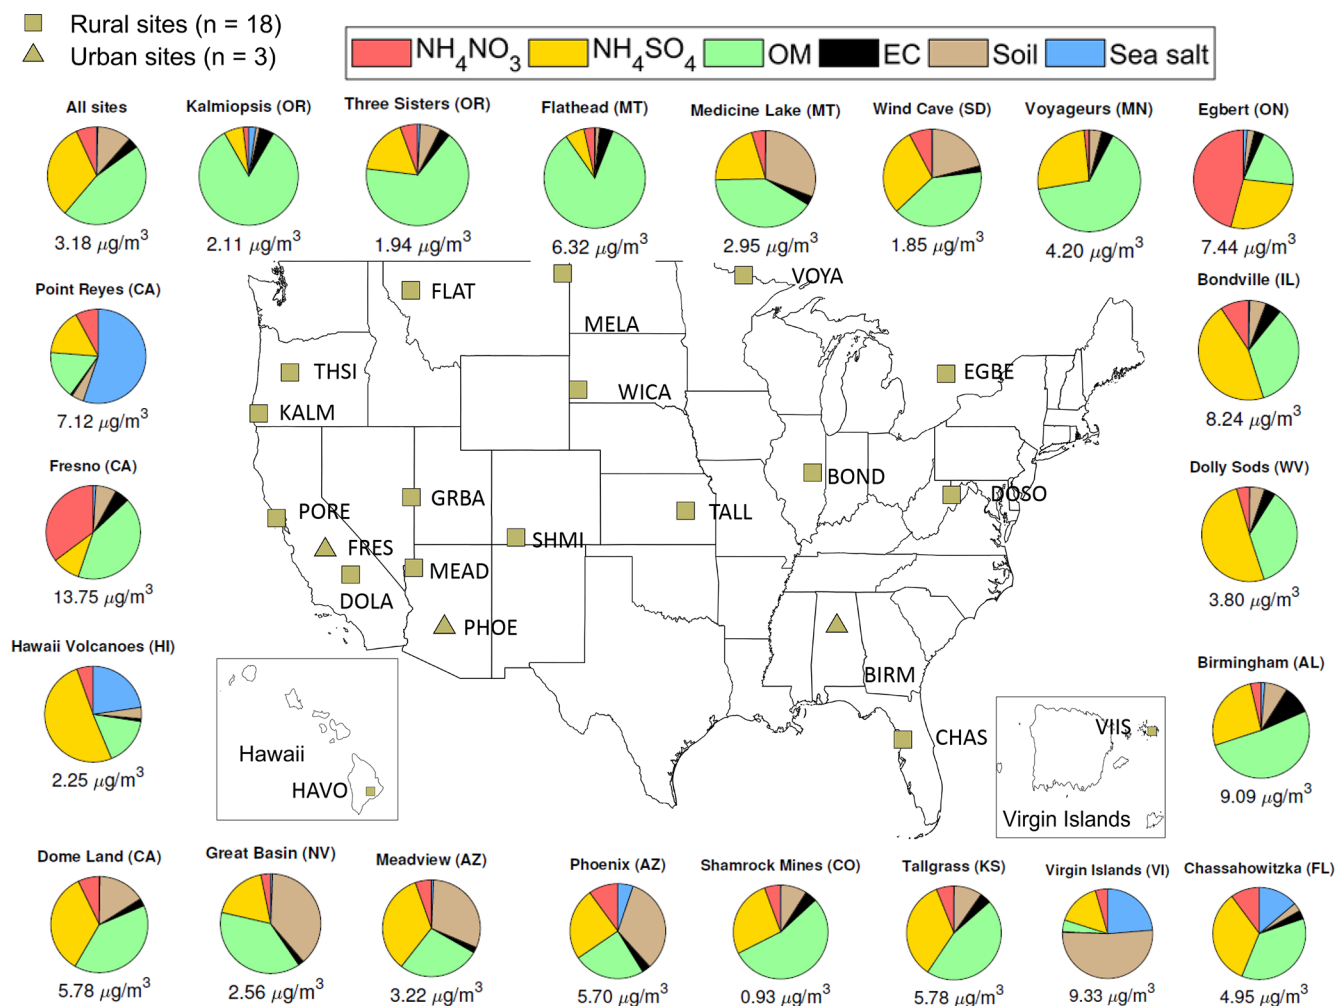 Rural sites (n = 18)
Urban sites (n = 3)
NH4NO3 NH4SO4 OM EC Soil Sea salt
All sites
3.18 μg/m3
Kalmiopsis (OR)
2.11 μg/m3
Three Sisters (OR)
1.94 μg/m3
Flathead (MT)
6.32 μg/m3
Medicine Lake (MT)
2.95 μg/m3
Wind Cave (SD)
1.85 μg/m3
Voyageurs (MN)
4.20 μg/m3
Egbert (ON)
7.44 μg/m3
Point Reyes (CA)
7.12 μg/m3
Fresno (CA)
13.75 μg/m3
Hawaii Volcanoes (HI)
2.25 μg/m3
FLAT
VOYA
MELA
THSI
WICA
EGBE
KALM
GRBA
BOND
DOSO
PORE
TALL
FRES
SHMI
MEAD
DOLA
PHOE
BIRM
CHAS
Hawaii
HAVO
VIIS
Virgin Islands
Bondville (IL)
8.24 μg/m3
Dolly Sods (WV)
3.80 μg/m3
Birmingham (AL)
9.09 μg/m3
Dome Land (CA)
5.78 μg/m3
Great Basin (NV)
2.56 μg/m3
Meadview (AZ)
3.22 μg/m3
Phoenix (AZ)
5.70 μg/m3
Shamrock Mines (CO)
0.93 μg/m3
Tallgrass (KS)
5.78 μg/m3
Virgin Islands (VI)
9.33 μg/m3
Chassahowitzka (FL)
4.95 μg/m3